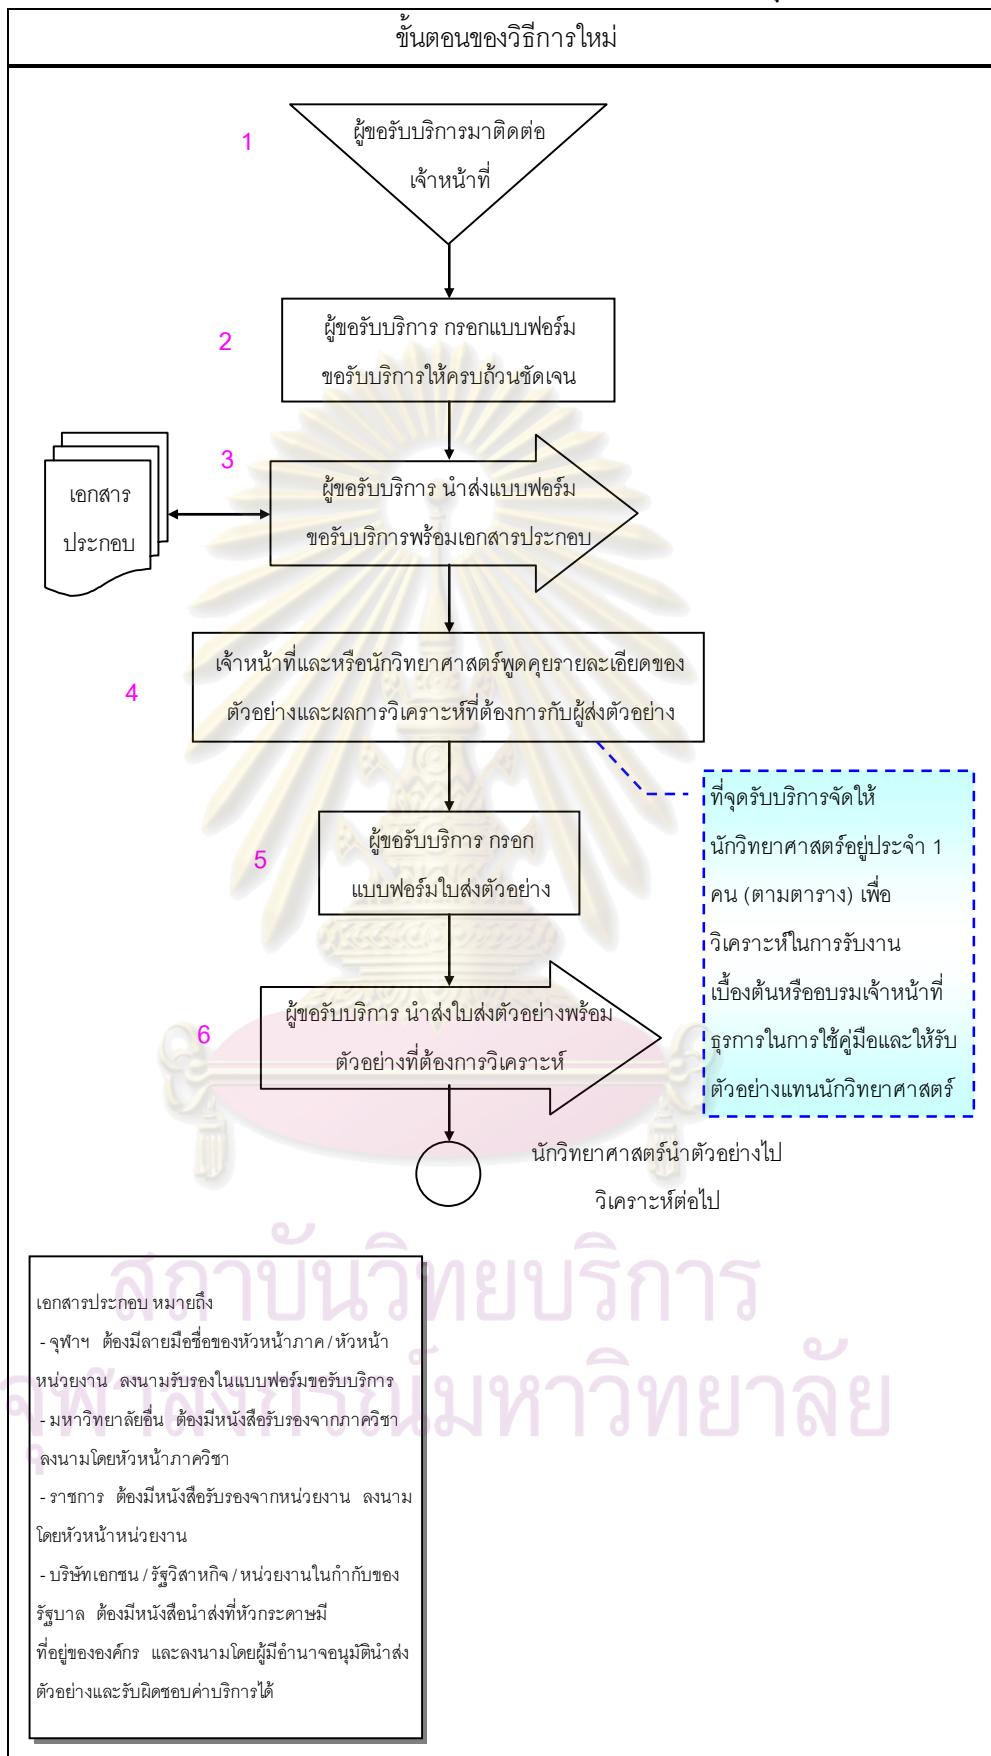 ขั้นตอนของวิธีการใหม่
1
ผู้ขอรับบริการมาติดต่อ
เจ้าหน้าที่
2
ผู้ขอรับบริการ กรอกแบบฟอร์ม
ขอรับบริการให้ครบถ้วนชัดเจน
3
เอกสาร
ประกอบ
ผู้ขอรับบริการ นำส่งแบบฟอร์ม
ขอรับบริการพร้อมเอกสารประกอบ
4
เจ้าหน้าที่และหรือนักวิทยาศาสตร์พูดคุยรายละเอียดของ
ตัวอย่างและผลการวิเคราะห์ที่ต้องการกับผู้ส่งตัวอย่าง
ที่จุดรับบริการจัดให้
นักวิทยาศาสตร์อยู่ประจำ 1
คน (ตามตาราง) เพื่อ
วิเคราะห์ในการรับงาน
เบื้องต้นหรืออบรมเจ้าหน้าที่
ธุรการในการใช้คู่มือและให้รับ
ตัวอย่างแทนนักวิทยาศาสตร์
5
ผู้ขอรับบริการ กรอก
แบบฟอร์มใบส่งตัวอย่าง
6
ผู้ขอรับบริการ นำส่งใบส่งตัวอย่างพร้อม
ตัวอย่างที่ต้องการวิเคราะห์
นักวิทยาศาสตร์นำตัวอย่างไป
วิเคราะห์ต่อไป
สถาบันวิทยบริการ
จุฬาลงกรณ์มหาวิทยาลัย
เอกสารประกอบ หมายถึง
- จุฬาฯ ต้องมีลายมือชื่อของหัวหน้าภาค / หัวหน้า
หน่วยงาน ลงนามรับรองในแบบฟอร์มขอรับบริการ
- มหาวิทยาลัยอื่น ต้องมีหนังสือรับรองจากภาควิชา
ลงนามโดยหัวหน้าภาควิชา
- ราชการ ต้องมีหนังสือรับรองจากหน่วยงาน ลงนาม
โดยหัวหน้าหน่วยงาน
- บริษัทเอกชน / รัฐวิสาหกิจ / หน่วยงานในกำกับของ
รัฐบาล ต้องมีหนังสือนำส่งที่หัวกระดาษมี
ที่อยู่ขององค์กร และลงนามโดยผู้มีอำนาจอนุมัตินำส่ง
ตัวอย่างและรับผิดชอบค่าบริการได้